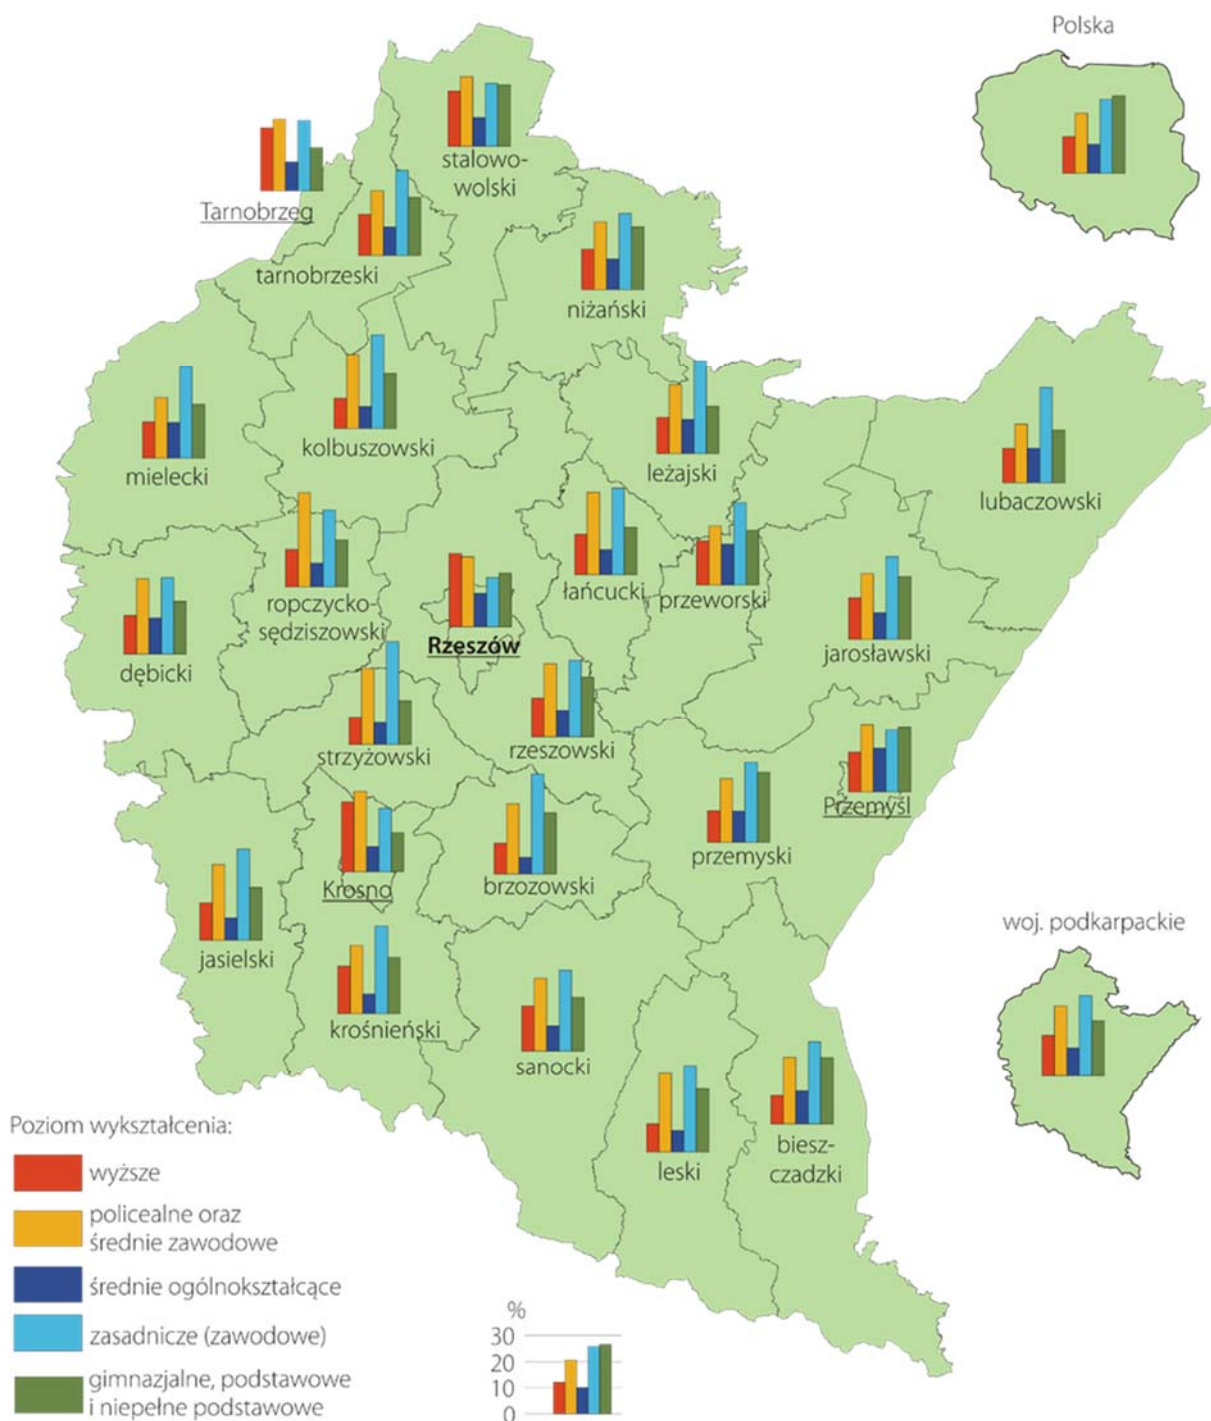 Polska
stalowo-
wolski
Tarnobrzeg
tarnobrzeski
niżański
kolbuszowski
mielecki
leżajski
lubaczowski
ropczycko-
sędziszowski
łańcucki
przeworski
Rzeszów
jarosławski
dębicki
strzyżowski
rzeszowski
Przemyśl
Krosno
brzozowski
przemyski
jasielski
woj. podkarpackie
krośnieński
sanocki
leski
biesz-
czadzki
Poziom wykształcenia:
wyższe
policealne oraz
średnie zawodowe
średnie ogólnokształcące
zasadnicze (zawodowe)
gimnazjalne, podstawowe
i niepełne podstawowe
%
30
20
10
0